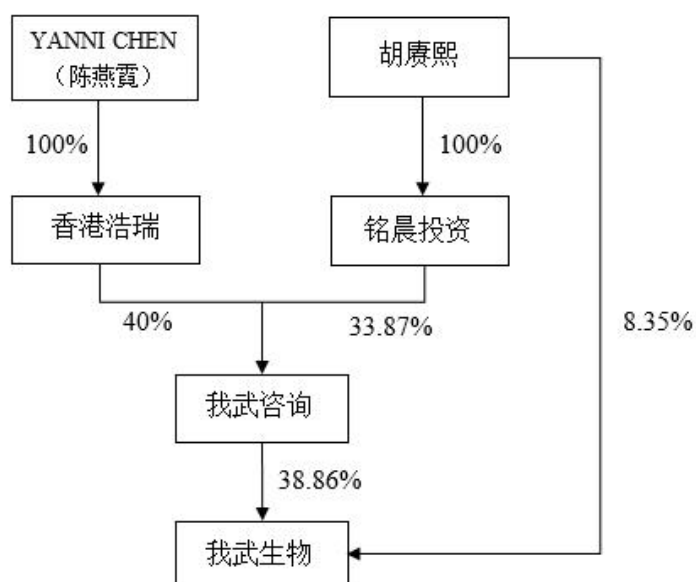 YANNI CHEN
（陈燕霓）
胡赓熙
100%
100%
香港浩瑞
铭晨投资
40%
33.87%
8.35%
我武咨询
38.86%
我武生物